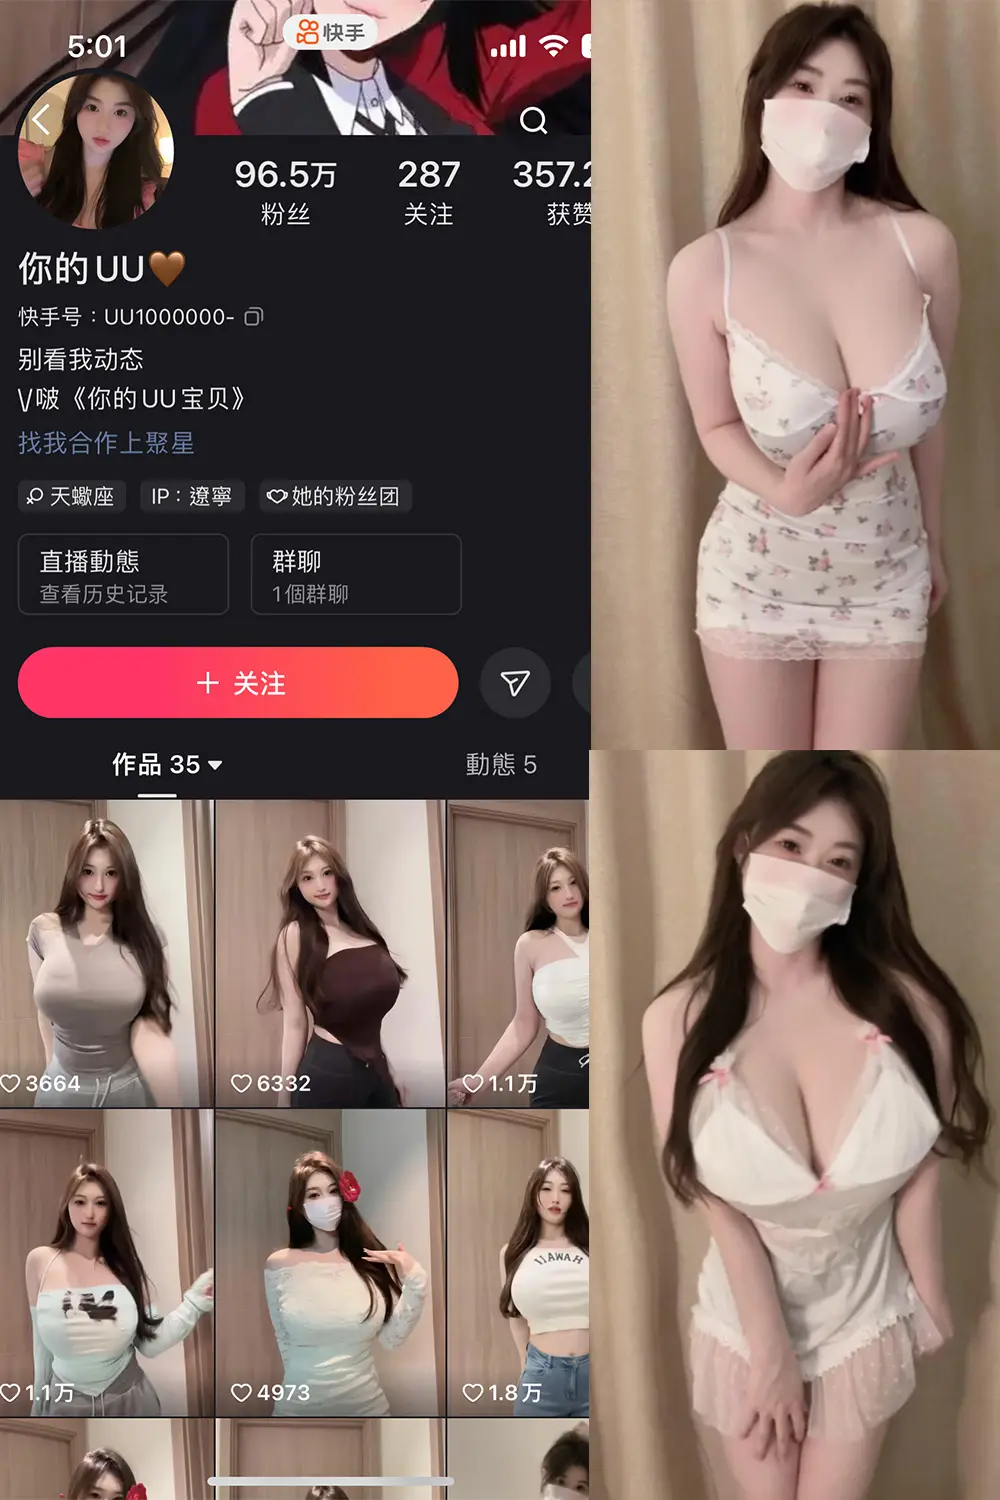 5:01
快手
96.5万
287
357.2
粉丝
关注
获赞
你的UU🤎
快手号：UU1000000-
别看我动态
\/啵《你的UU宝贝》
找我合作上聚星
天蠍座
IP：遼寧
她的粉丝团
直播動態
查看历史记录
群聊
1個群聊
+ 关注
作品 35
動態 5
3664
6332
1.1万
IIAWAH
1.1万
4973
1.8万